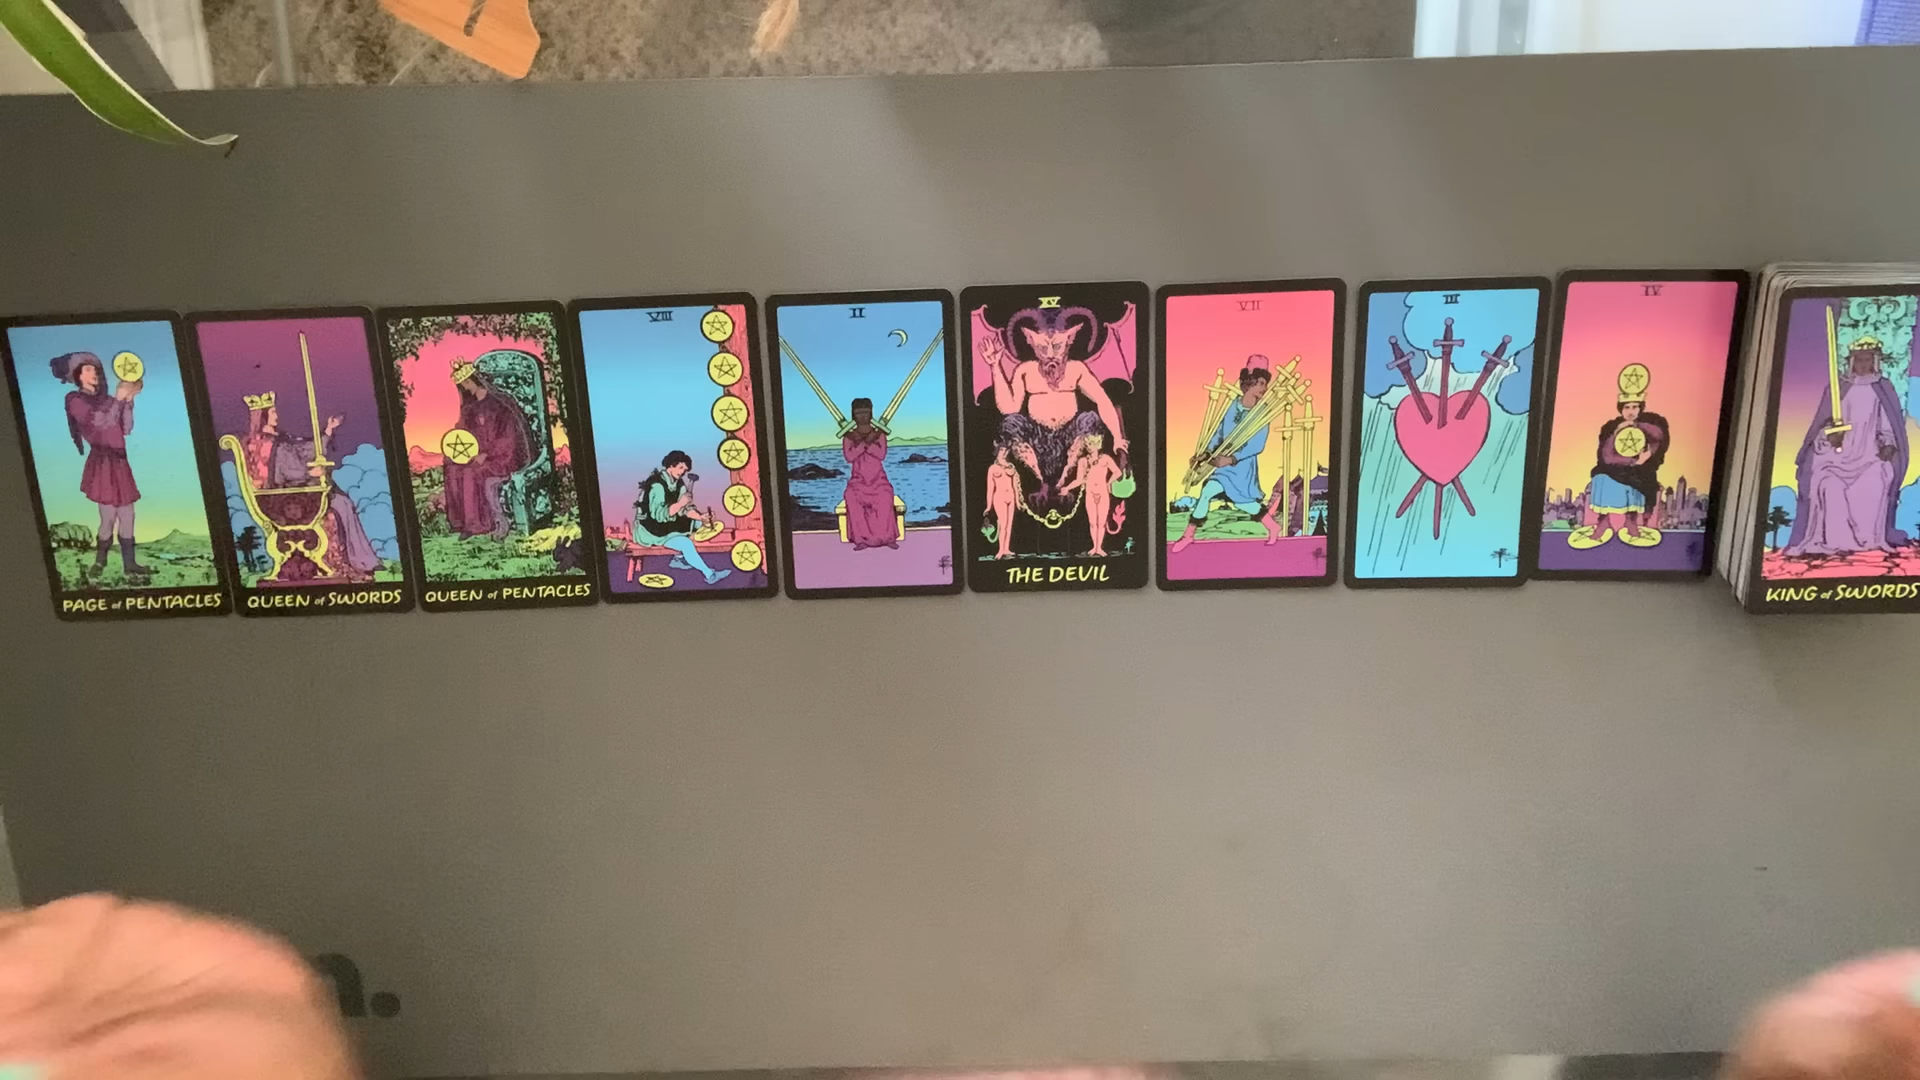 PAGE of PENTACLES
QUEEN of SWORDS
QUEEN of PENTACLES
VIII
II
XV
THE DEVIL
VII
III
IV
KING of SWORDS